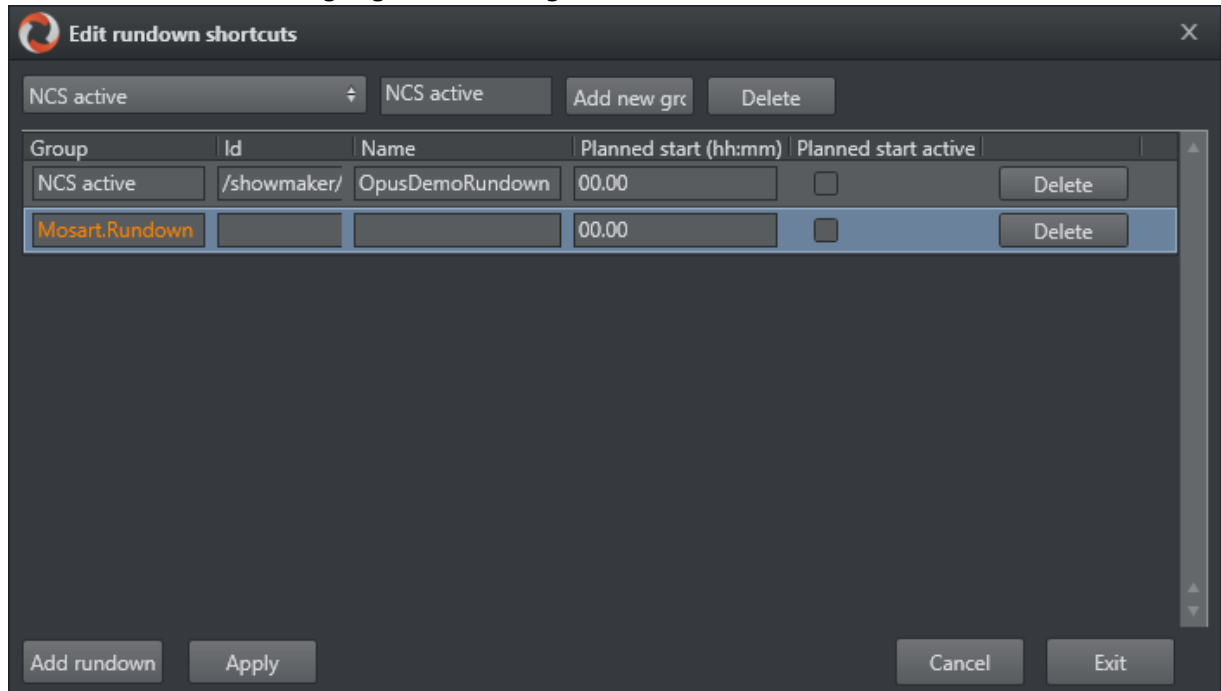 Edit rundown shortcuts X
NCS active NCS active Add new grc Delete
Group Id Name Planned start (hh:mm) Planned start active
NCS active /showmaker/ OpusDemoRundown 00.00 Delete
Mosart.Rundown 00.00 Delete
Add rundown Apply Cancel Exit